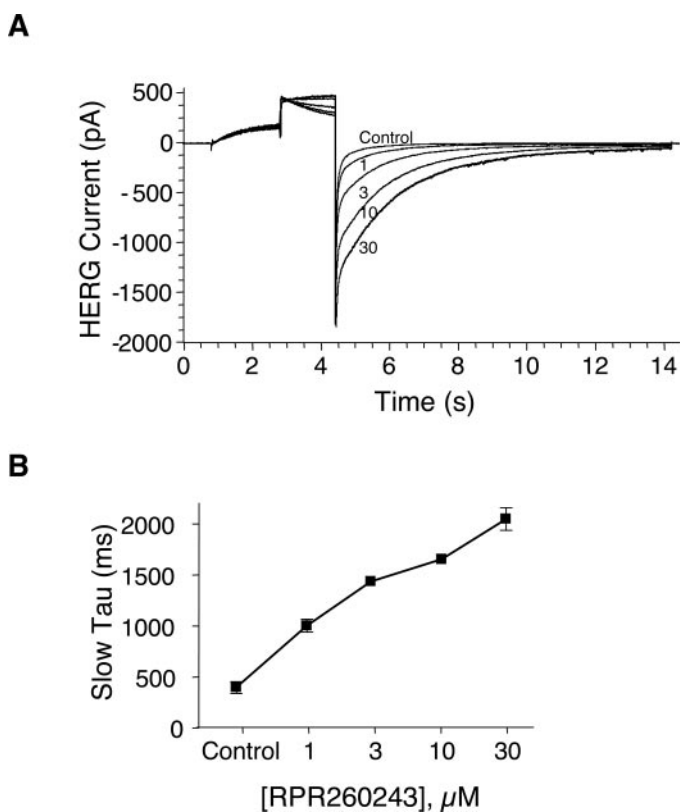 A
500
0
-500
-1000
-1500
-2000
HERG Current (pA)
Control
1
3
10
30
0 2 4 6 8 10 12 14
Time (s)
B
2000
1500
1000
500
0
Slow Tau (ms)
Control 1 3 10 30
[RPR260243], µM